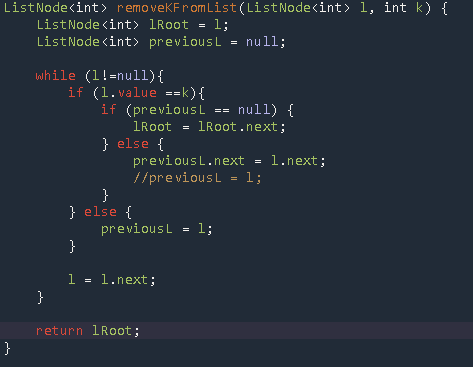 ListNode<int> removeKFromList(ListNode<int> l, int k) {
    ListNode<int> lRoot = l;
    ListNode<int> previousL = null;

    while (l!=null){
        if (l.value ==k){
            if (previousL == null) {
                lRoot = lRoot.next;
            } else {
                previousL.next = l.next;
                //previousL = l;
            }
        } else {
            previousL = l;
        }

        l = l.next;
    }

    return lRoot;
}